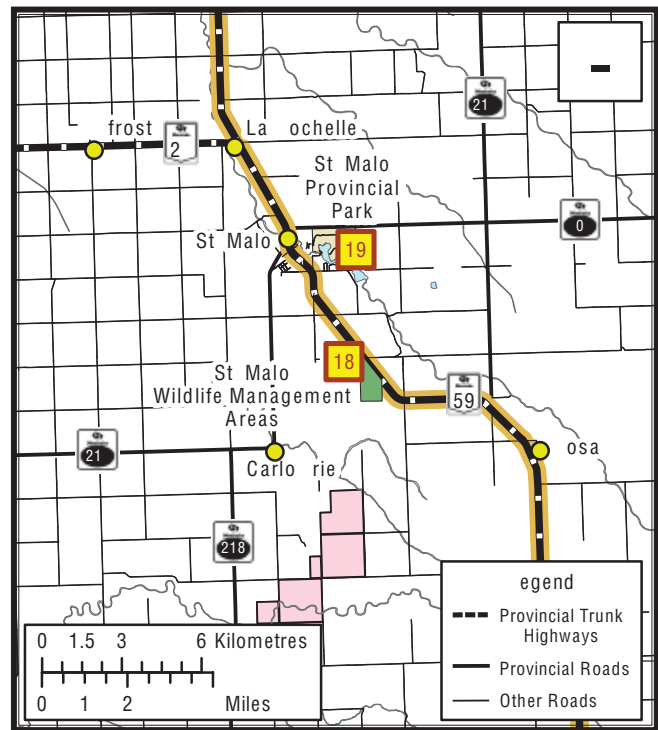 21
frost
2
La ochelle
St Malo
Provincial
Park
0
St Malo
19
18
St Malo
Wildlife Management
Areas
59
21
Carlo rie
osa
218
egend
Provincial Trunk
Highways
Provincial Roads
Other Roads
0 1.5 3 6 Kilometres
0 1 2 Miles